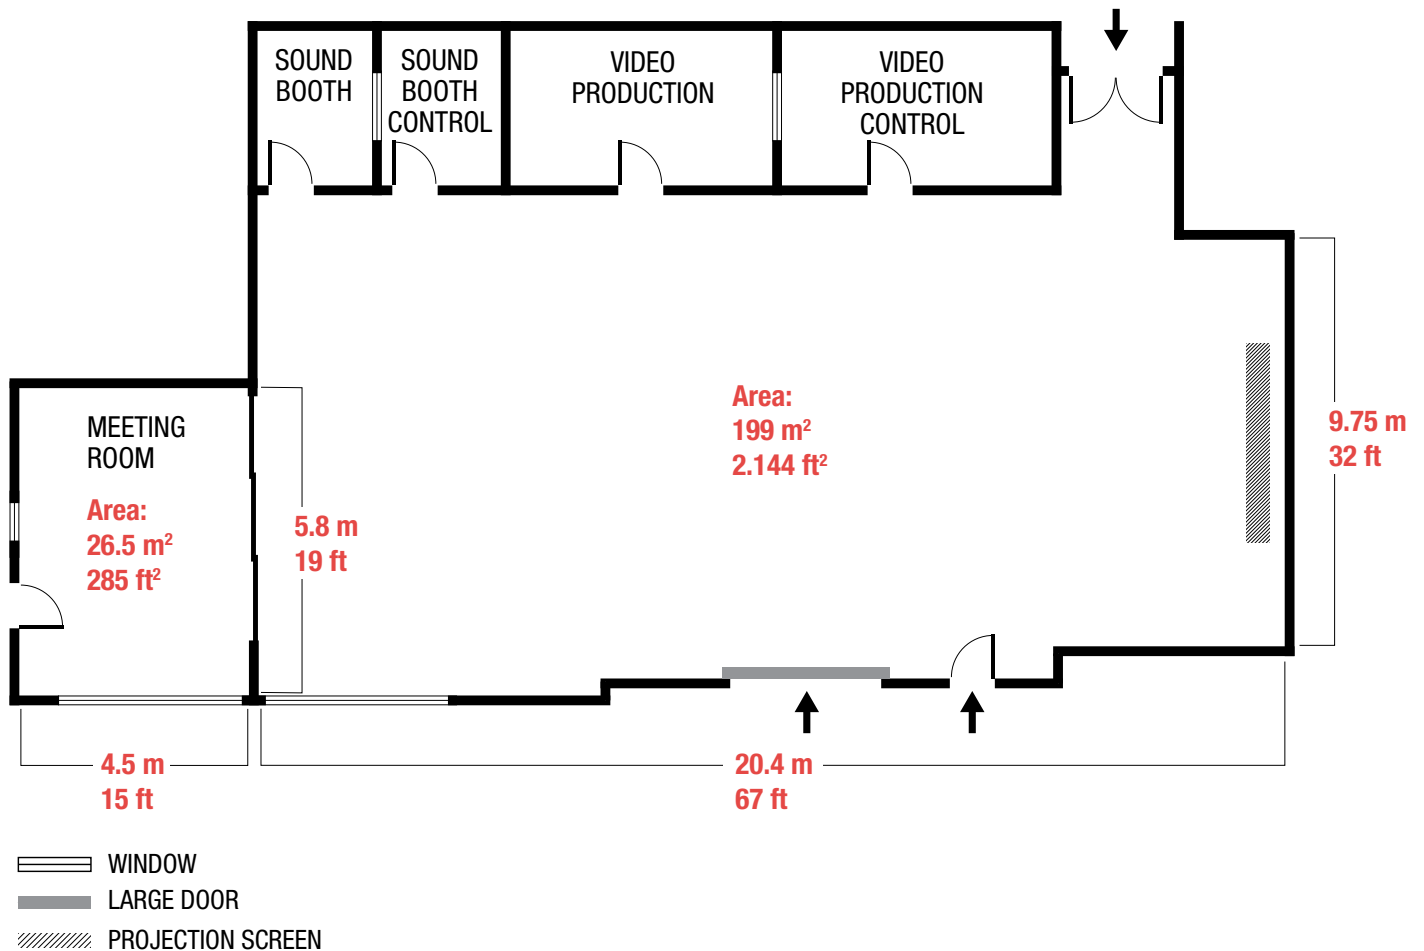 SOUND
BOOTH
SOUND
BOOTH
CONTROL
VIDEO
PRODUCTION
VIDEO
PRODUCTION
CONTROL
MEETING
ROOM
Area:
26.5 m²
285 ft²
5.8 m
19 ft
Area:
199 m²
2.144 ft²
9.75 m
32 ft
4.5 m
15 ft
20.4 m
67 ft
WINDOW
LARGE DOOR
PROJECTION SCREEN